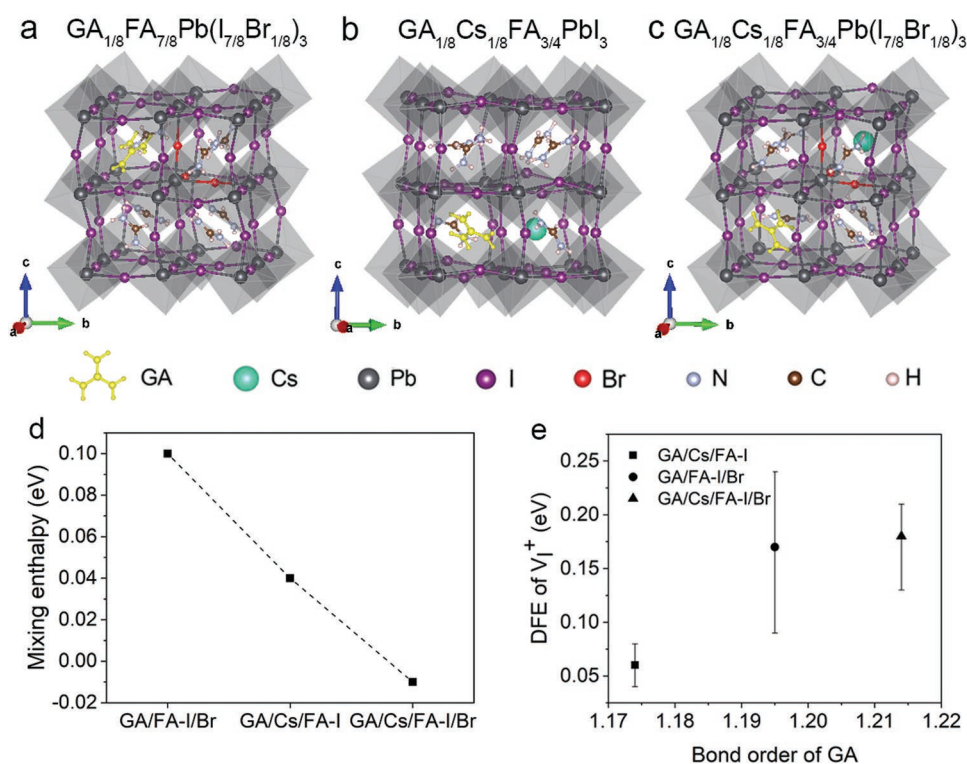 a GA1/8FA7/8Pb(I7/8Br1/8)3
b GA1/8Cs1/8FA3/4PbI3
c GA1/8Cs1/8FA3/4Pb(I7/8Br1/8)3
c
a
b
c
a
b
c
a
b
GA Cs Pb I Br N C H
d
0.10
0.08
0.06
0.04
0.02
0.00
-0.02
Mixing enthalpy (eV)
GA/FA-I/Br GA/Cs/FA-I GA/Cs/FA-I/Br
e
GA/Cs/FA-I
GA/FA-I/Br
GA/Cs/FA-I/Br
0.25
0.20
0.15
0.10
0.05
DFE of VI+ (eV)
1.17 1.18 1.19 1.20 1.21 1.22
Bond order of GA